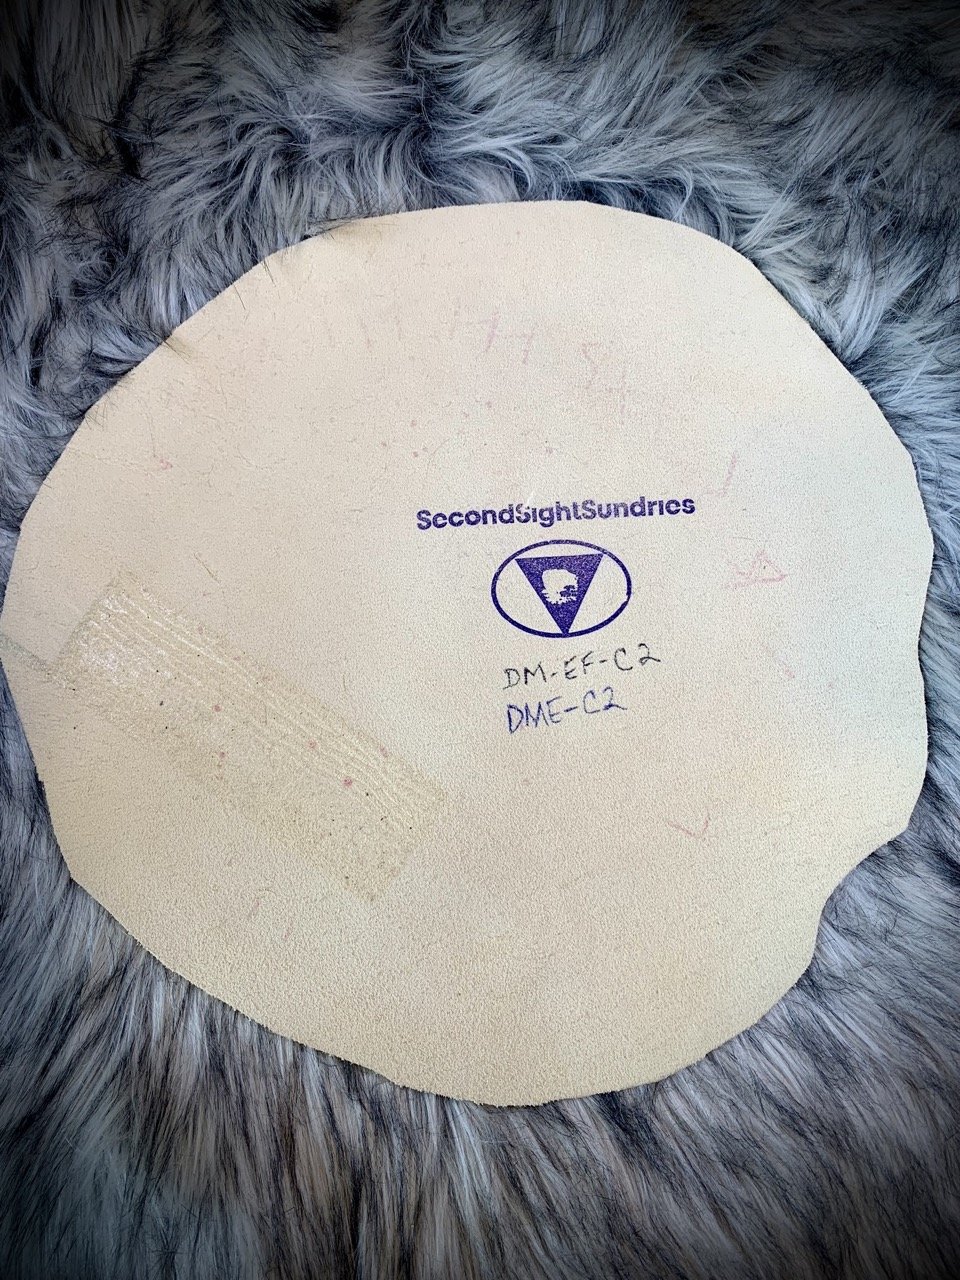 SecondSightSundries
DM-EF-C2
DME-C2